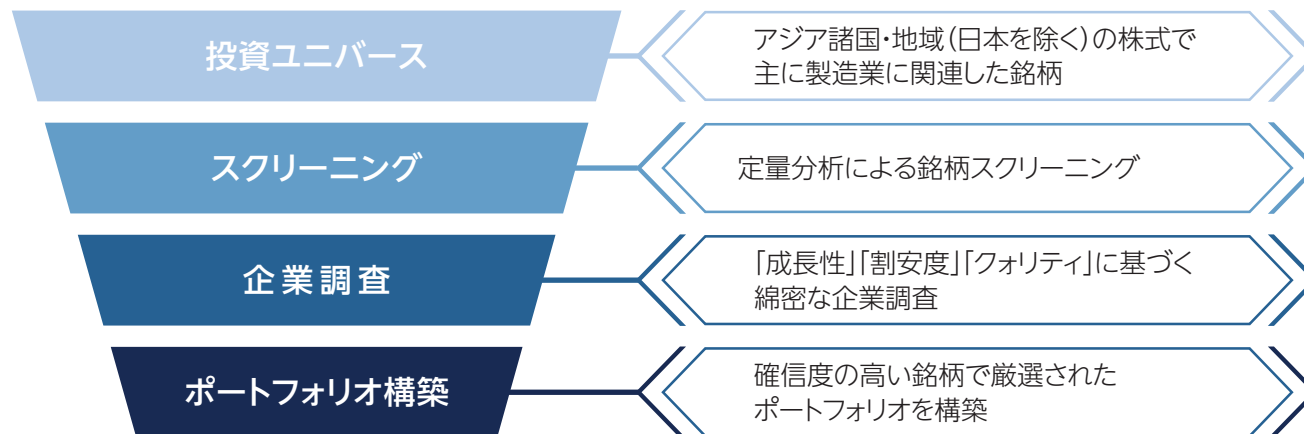 投資ユニバース
アジア諸国・地域(日本を除く)の株式で
主に製造業に関連した銘柄
スクリーニング
定量分析による銘柄スクリーニング
企業調査
「成長性」「割安度」「クォリティ」に基づく
綿密な企業調査
ポートフォリオ構築
確信度の高い銘柄で厳選された
ポートフォリオを構築